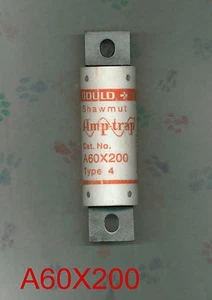 GOULD
Shawmut
Amp-trap
Cat. No.
A60X200
Type 4
A60X200